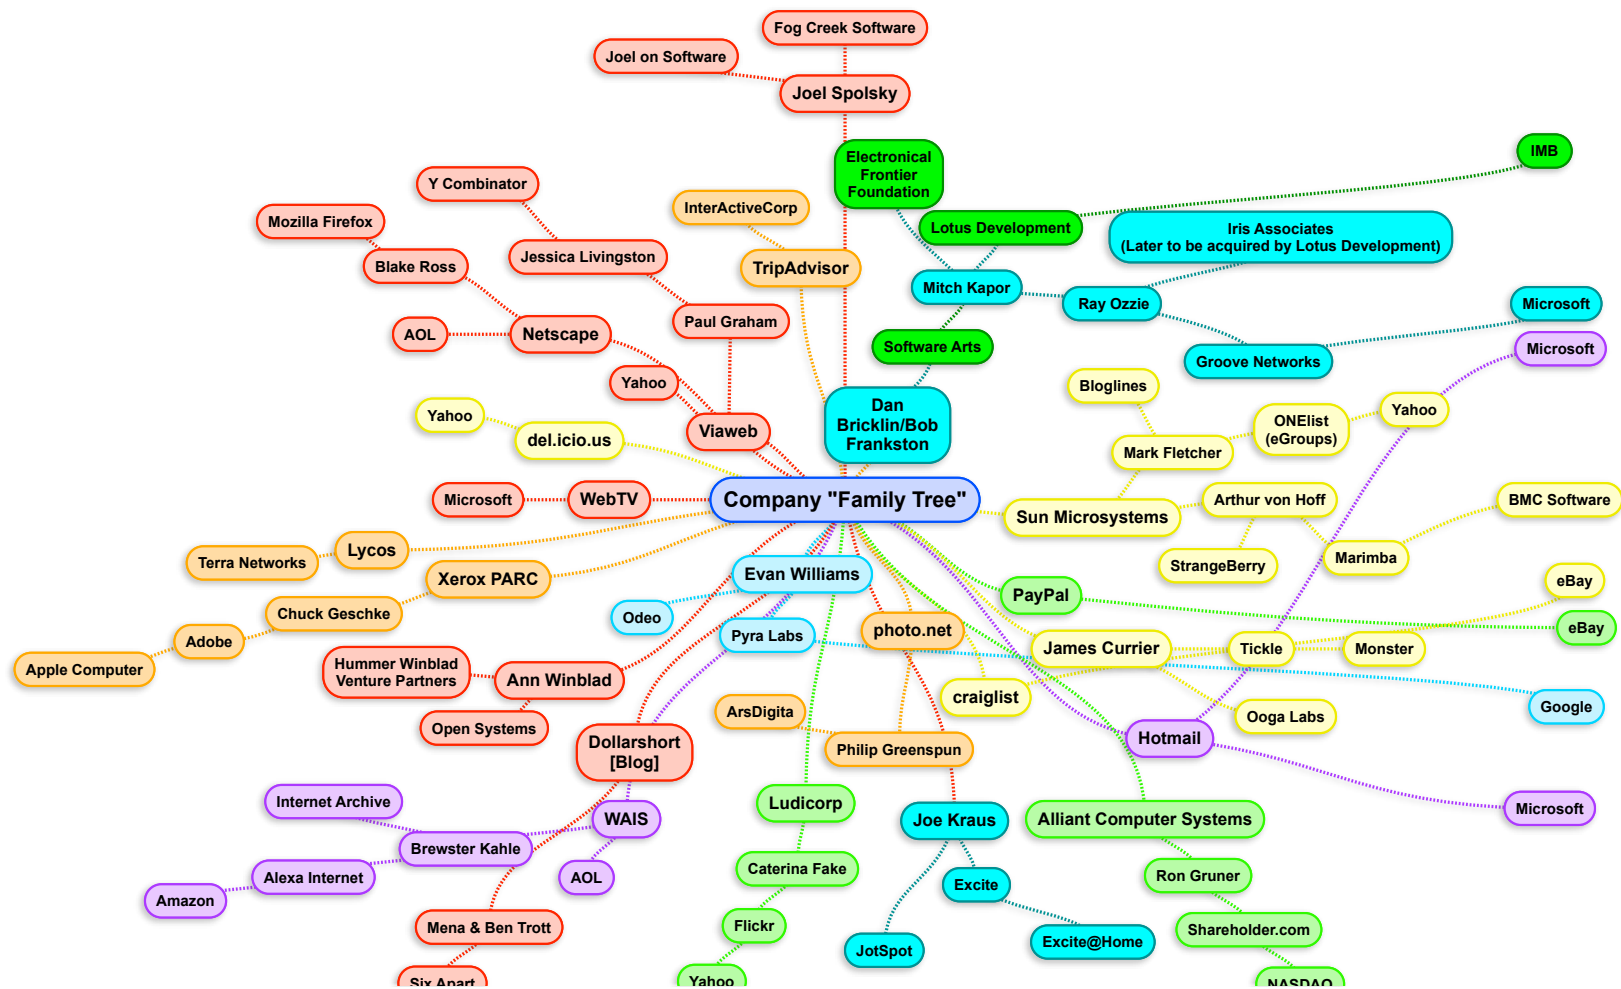 Fog Creek Software
Joel on Software
Joel Spolsky
Electronical
Frontier
Foundation
IMB
Y Combinator
Mozilla Firefox
InterActiveCorp
Lotus Development
Iris Associates
(Later to be acquired by Lotus Development)
Blake Ross
Jessica Livingston
TripAdvisor
Mitch Kapor
Ray Ozzie
Microsoft
AOL
Netscape
Paul Graham
Software Arts
Groove Networks
Microsoft
Yahoo
Bloglines
Yahoo
del.icio.us
Viaweb
Dan
Bricklin/Bob
Frankston
Mark Fletcher
ONElist
(eGroups)
Yahoo
Microsoft
WebTV
Company "Family Tree"
Sun Microsystems
Arthur von Hoff
BMC Software
Terra Networks
Lycos
Xerox PARC
Evan Williams
StrangeBerry
Marimba
Chuck Geschke
Odeo
PayPal
eBay
Apple Computer
Adobe
Pyra Labs
photo.net
James Currier
Tickle
Monster
eBay
Hummer Winblad
Venture Partners
Ann Winblad
craiglist
Open Systems
ArsDigita
Ooga Labs
Google
Dollarshort
[Blog]
Philip Greenspun
Hotmail
Internet Archive
WAIS
Ludicorp
Joe Kraus
Alliant Computer Systems
Microsoft
Brewster Kahle
Amazon
Alexa Internet
AOL
Caterina Fake
Excite
Ron Gruner
Mena & Ben Trott
Flickr
JotSpot
Excite@Home
Shareholder.com
Six Apart
Yahoo
NASDAQ